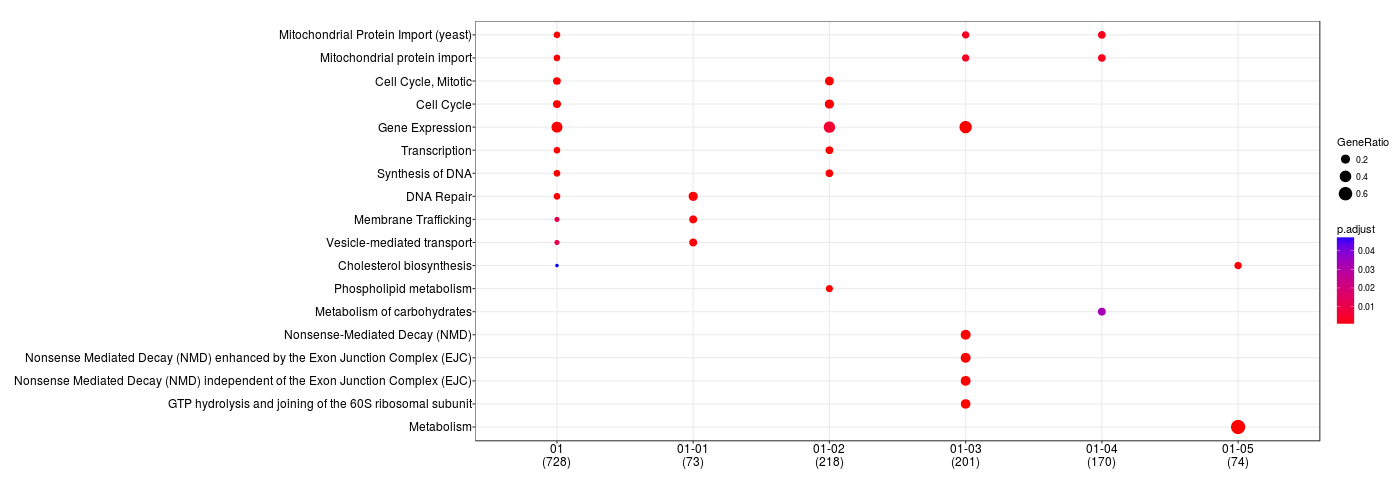 Mitochondrial Protein Import (yeast)
Mitochondrial protein import
Cell Cycle, Mitotic
Cell Cycle
Gene Expression
Transcription
Synthesis of DNA
DNA Repair
Membrane Trafficking
Vesicle-mediated transport
Cholesterol biosynthesis
Phospholipid metabolism
Metabolism of carbohydrates
Nonsense-Mediated Decay (NMD)
Nonsense Mediated Decay (NMD) enhanced by the Exon Junction Complex (EJC)
Nonsense Mediated Decay (NMD) independent of the Exon Junction Complex (EJC)
GTP hydrolysis and joining of the 60S ribosomal subunit
Metabolism
01 01-01 01-02 01-03 01-04 01-05
(728) (73) (218) (201) (170) (74)
GeneRatio
0.2
0.4
0.6
p.adjust
0.04
0.03
0.02
0.01